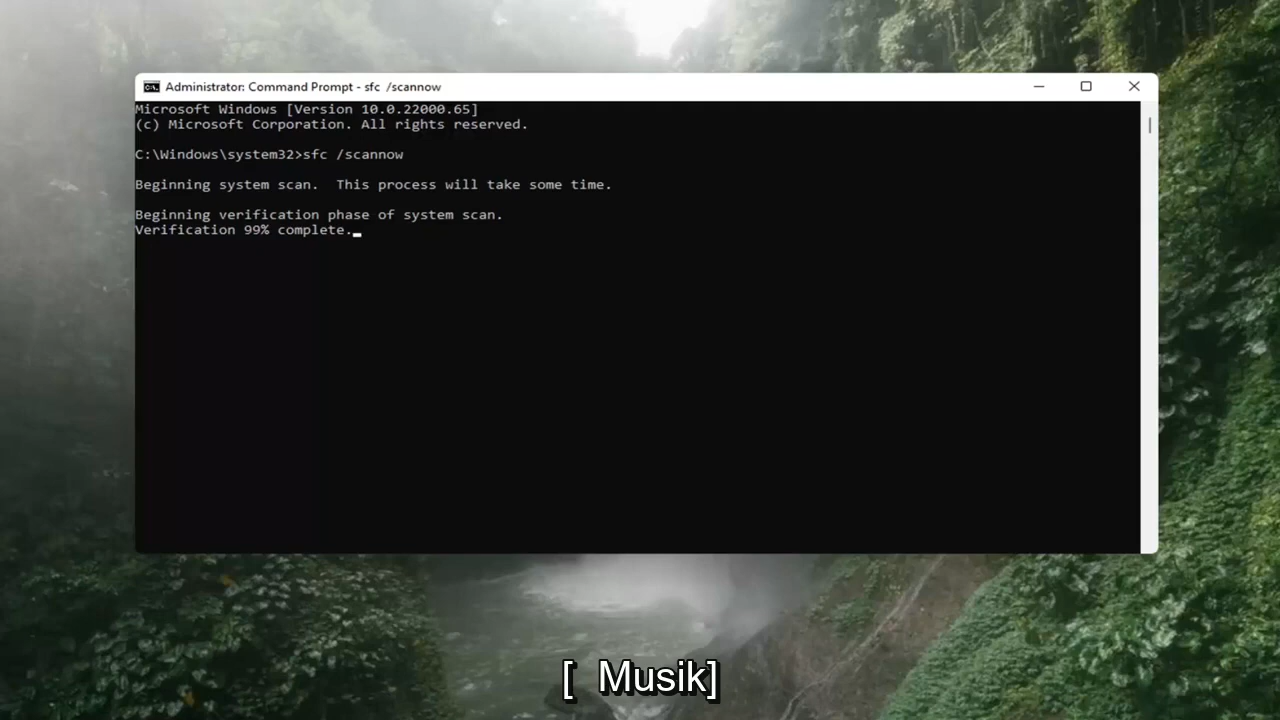 Administrator: Command Prompt - sfc  /scannow
Microsoft Windows [Version 10.0.22000.65]
(c) Microsoft Corporation. All rights reserved.
C:\Windows\system32>sfc /scannow
Beginning system scan.  This process will take some time.
Beginning verification phase of system scan.
Verification 99% complete.
[  Musik]